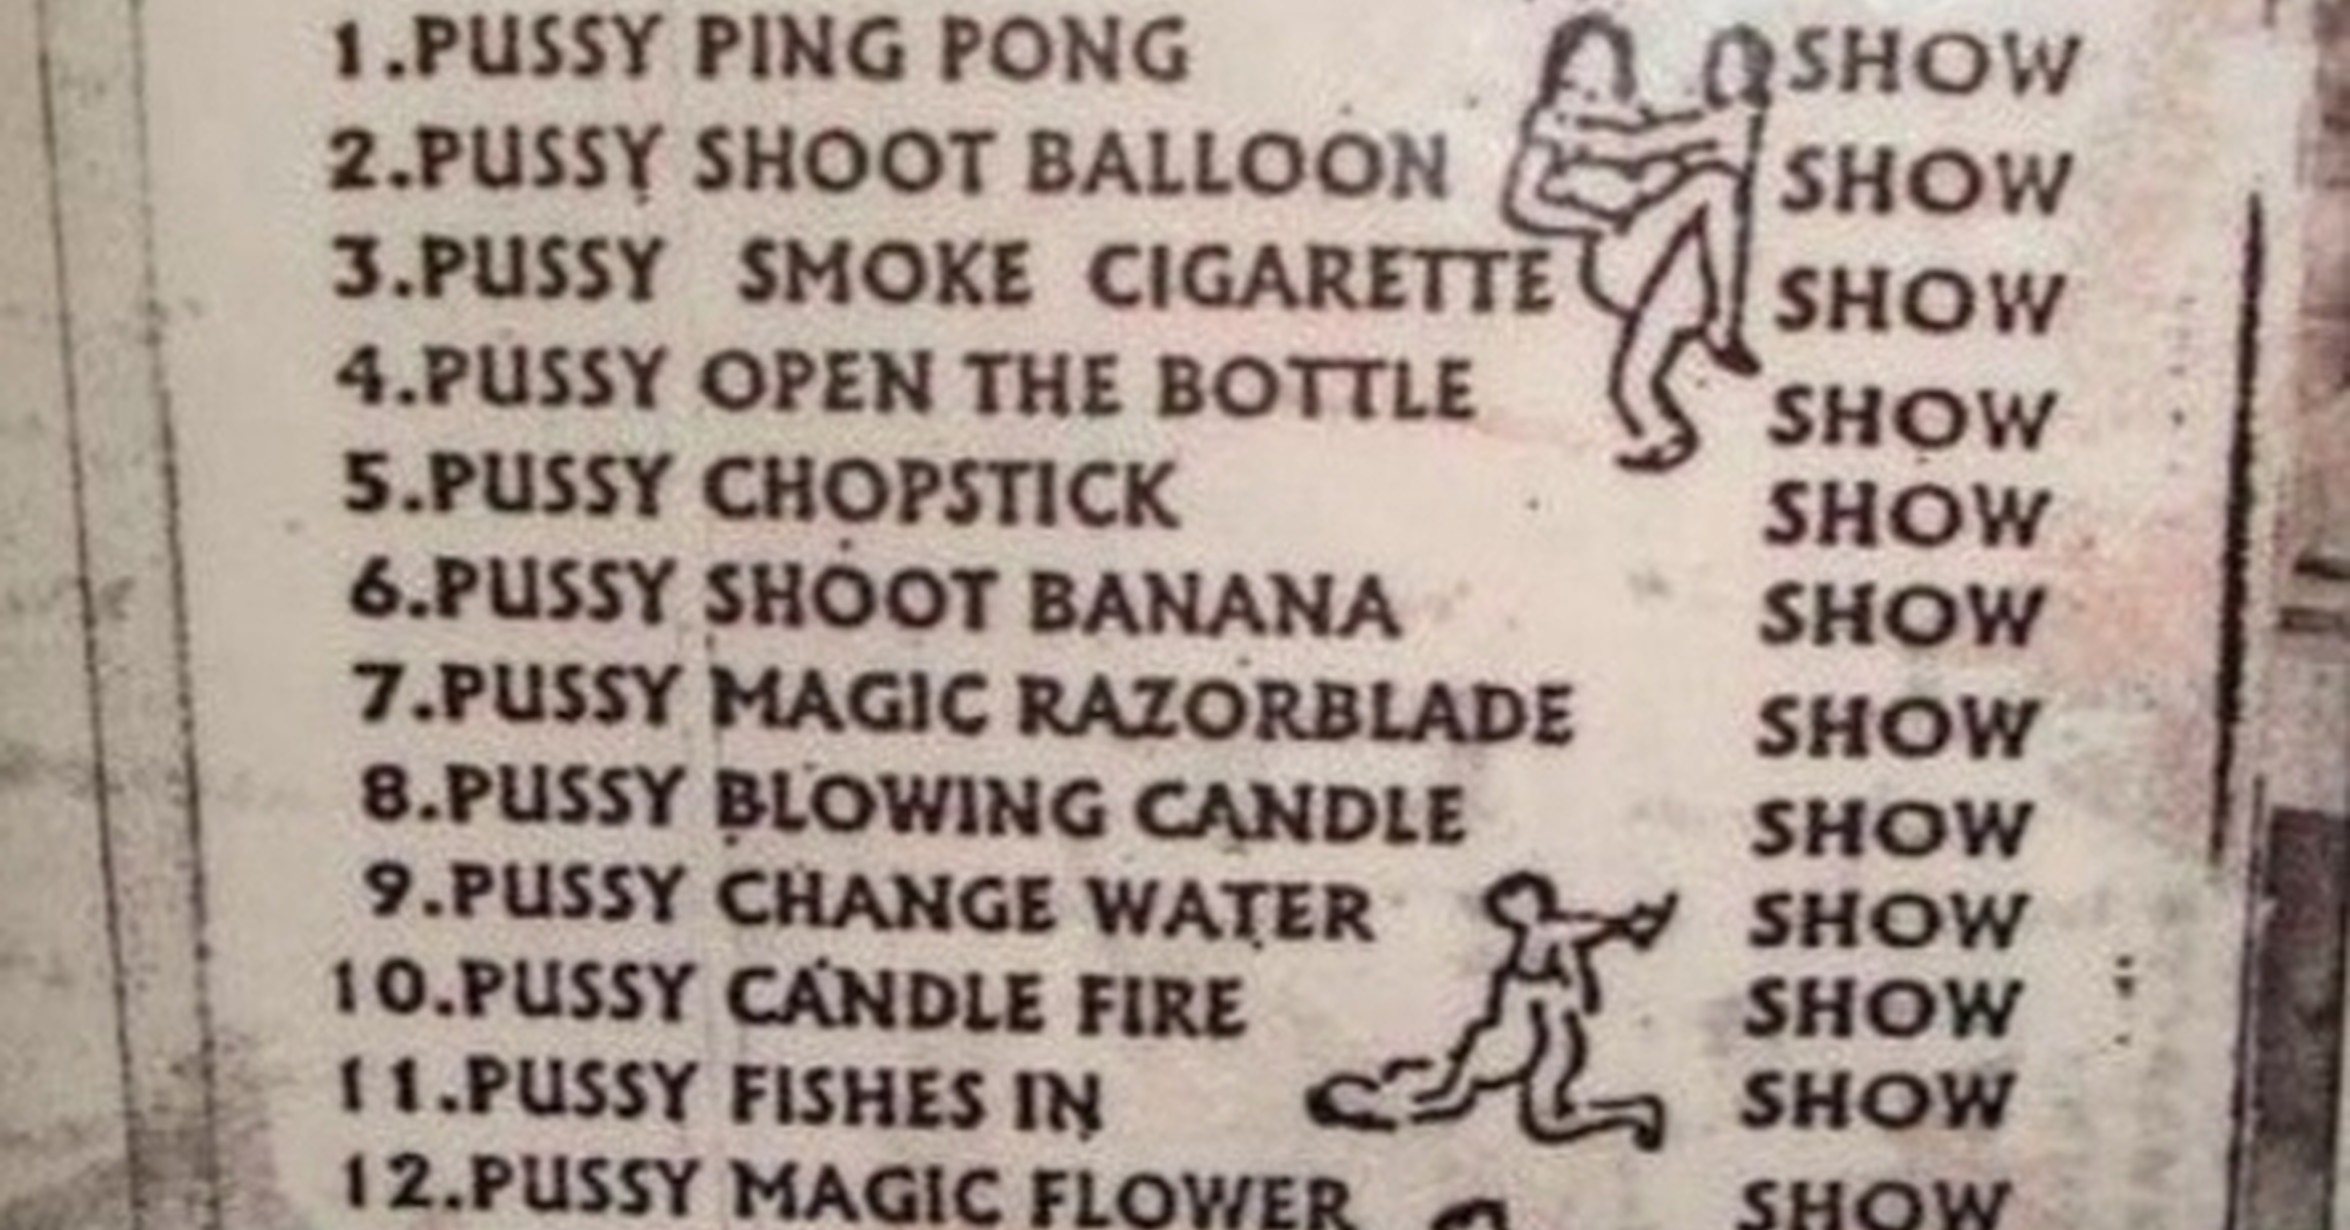 1.PUSSY PING PONG SHOW
2.PUSSY SHOOT BALLOON SHOW
3.PUSSY SMOKE CIGARETTE SHOW
4.PUSSY OPEN THE BOTTLE SHOW
5.PUSSY CHOPSTICK SHOW
6.PUSSY SHOOT BANANA SHOW
7.PUSSY MAGIC RAZORBLADE SHOW
8.PUSSY BLOWING CANDLE SHOW
9.PUSSY CHANGE WATER SHOW
10.PUSSY CANDLE FIRE SHOW
11.PUSSY FISHES IN SHOW
12.PUSSY MAGIC FLOWER SHOW